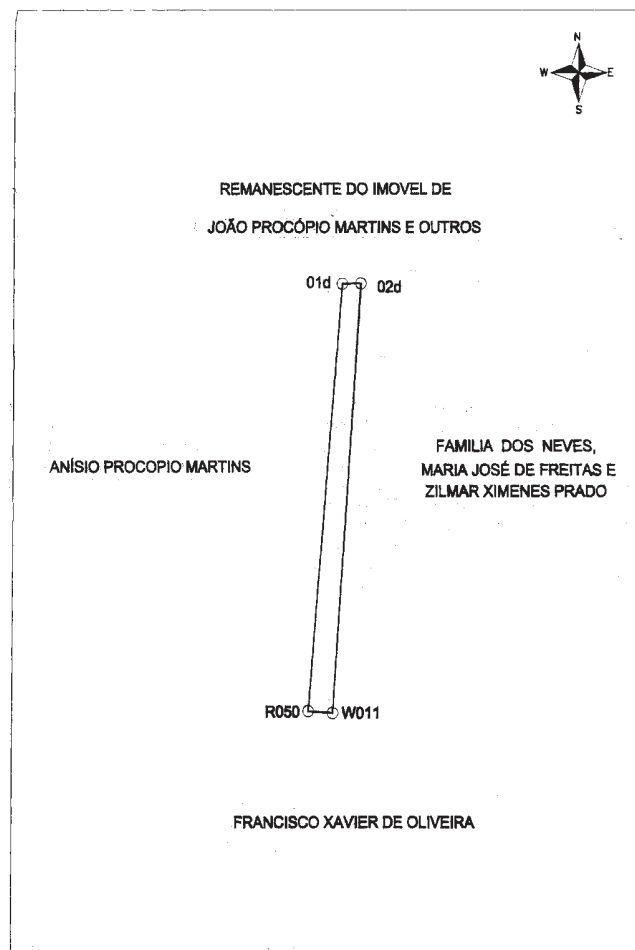 N
W E
S
REMANESCENTE DO IMOVEL DE
JOÃO PROCÓPIO MARTINS E OUTROS
01d 02d
ANÍSIO PROCOPIO MARTINS
FAMILIA DOS NEVES,
MARIA JOSÉ DE FREITAS E
ZILMAR XIMENES PRADO
R050 W011
FRANCISCO XAVIER DE OLIVEIRA